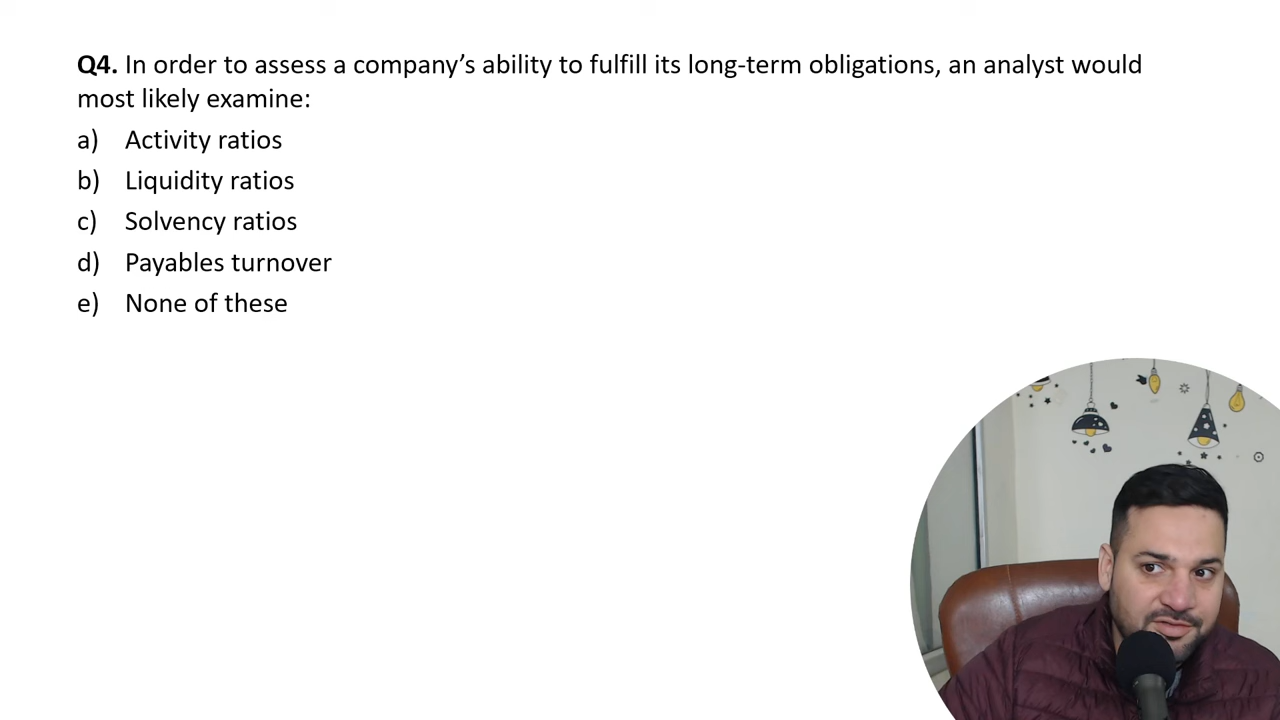 Q4. In order to assess a company’s ability to fulfill its long-term obligations, an analyst would
most likely examine:
a) Activity ratios
b) Liquidity ratios
c) Solvency ratios
d) Payables turnover
e) None of these